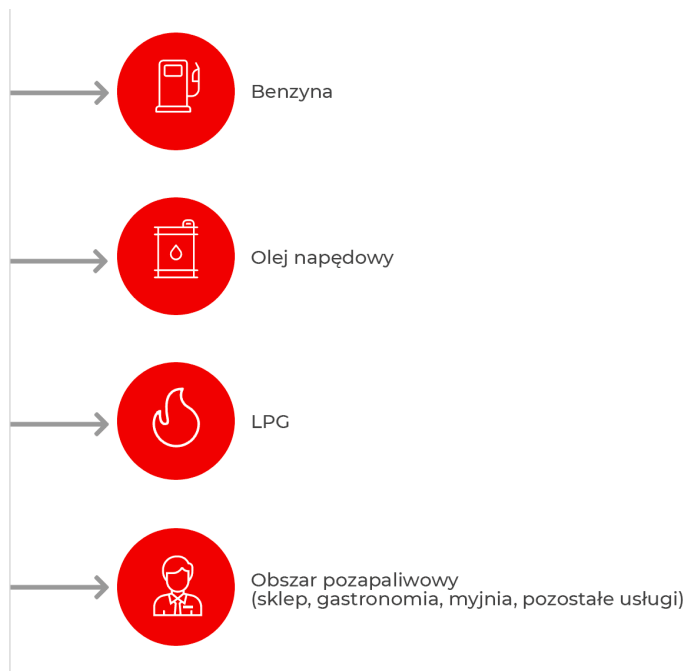 Benzyna
Olej napędowy
LPG
Obszar pozapaliwowy
(sklep, gastronomia, myjnia, pozostałe usługi)